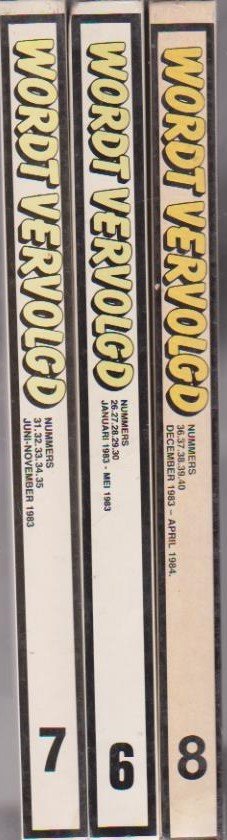 WORDT VERVOLGD
NUMMERS
31.32.33.34.35
JUNI-NOVEMBER 1983
7
WORDT VERVOLGD
NUMMERS
26.27.28.29.30
JANUARI 1983 - MEI 1983
6
WORDT VERVOLGD
NUMMERS
36.37.38.39.40
DECEMBER 1983 - APRIL 1984.
8